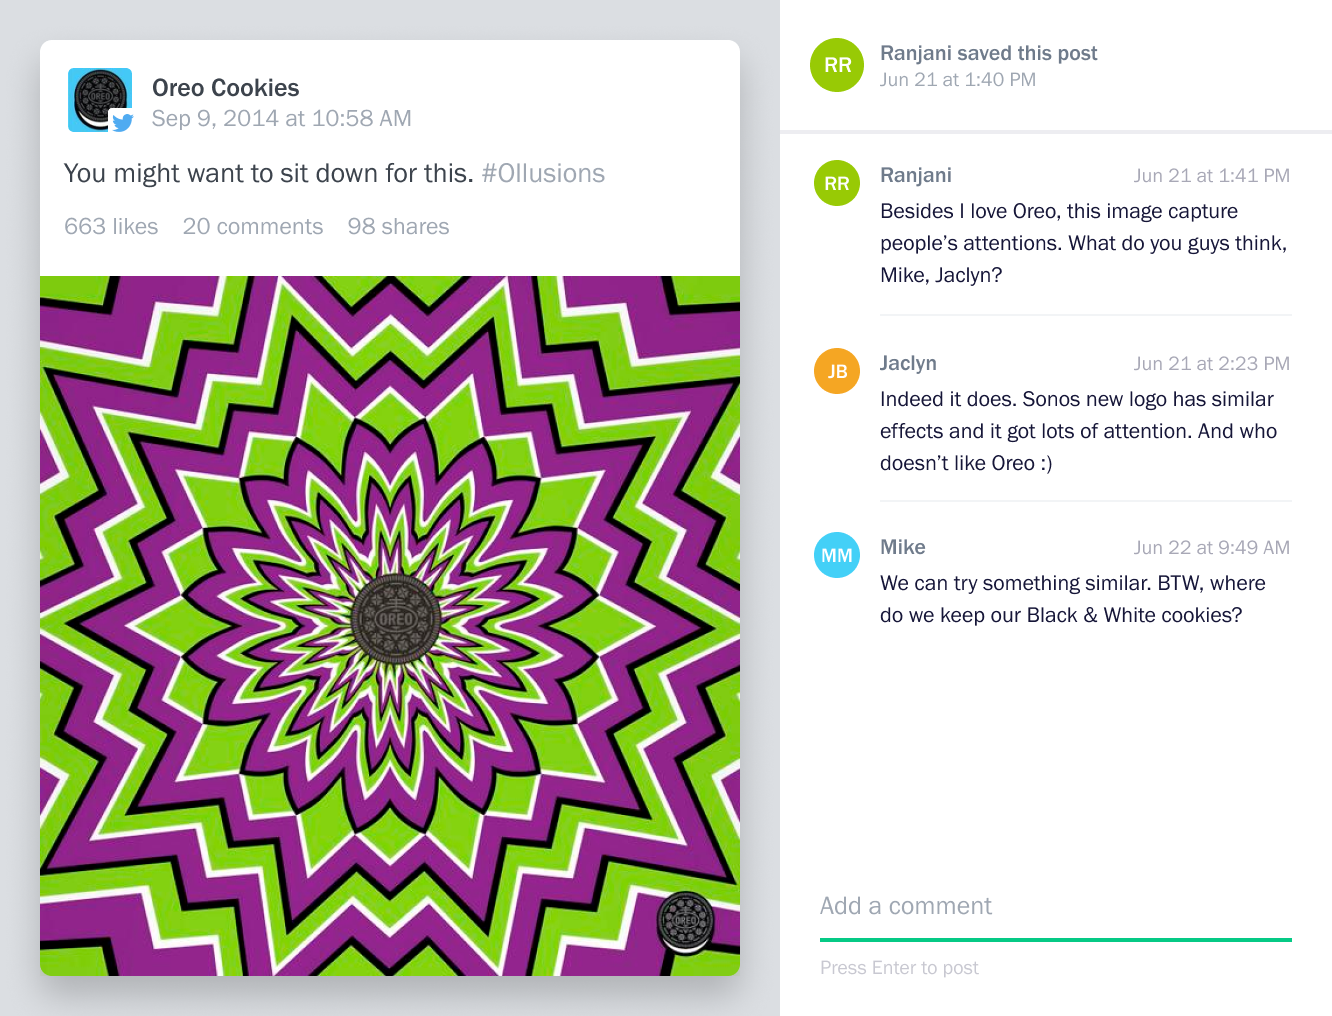 Oreo Cookies
Sep 9, 2014 at 10:58 AM
You might want to sit down for this. #OIlusions
663 likes 20 comments 98 shares
OREO
OREO
OREO
RR
Ranjani saved this post
Jun 21 at 1:40 PM
RR
Ranjani Jun 21 at 1:41 PM
Besides I love Oreo, this image capture
people’s attentions. What do you guys think,
Mike, Jaclyn?
JB
Jaclyn Jun 21 at 2:23 PM
Indeed it does. Sonos new logo has similar
effects and it got lots of attention. And who
doesn’t like Oreo :)
MM
Mike Jun 22 at 9:49 AM
We can try something similar. BTW, where
do we keep our Black & White cookies?
Add a comment
Press Enter to post